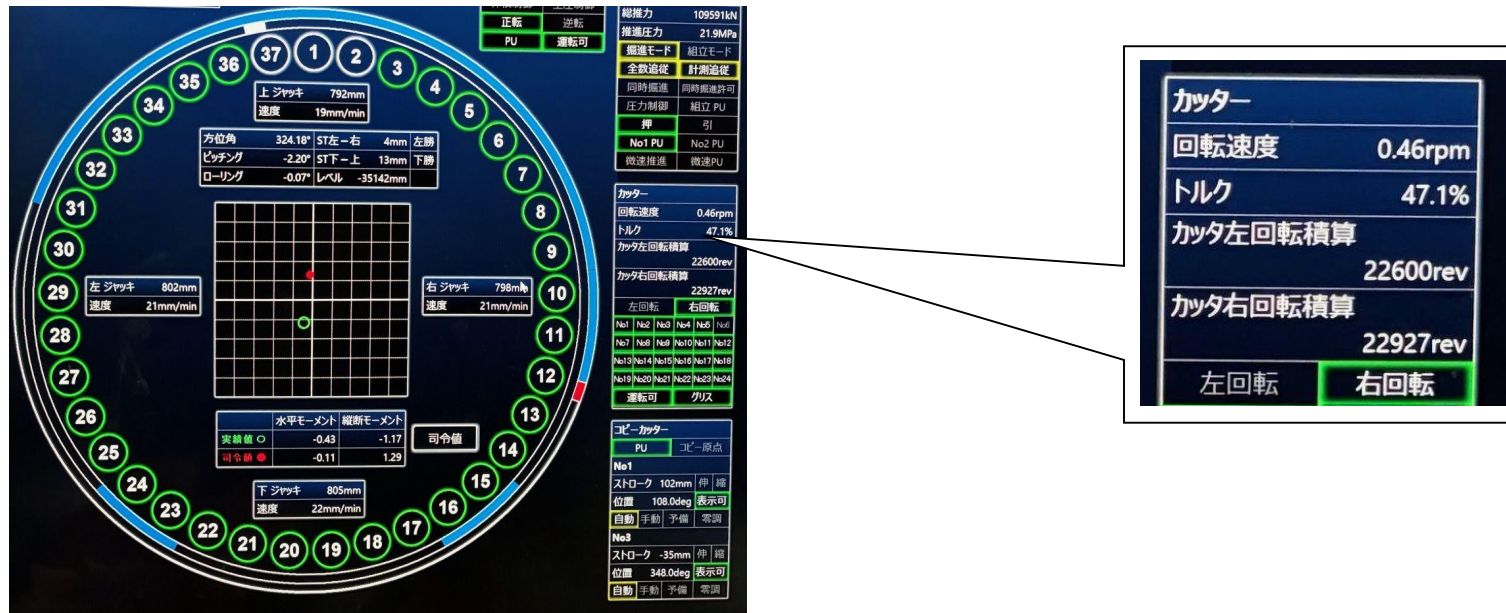 正転 逆転
PU 運転可
総推力 109591kN
推進圧力 21.9MPa
掘進モード 組立モード
全数追従 計測追従
同時掘進 同時掘進許可
圧力制御 組立 PU
押 引
No1 PU No2 PU
微速推進 微速PU
1
2
3
4
5
6
7
8
9
10
11
12
13
14
15
16
17
18
19
20
21
22
23
24
25
26
27
28
29
30
31
32
33
34
35
36
37
上 ジャッキ 792mm
速度 19mm/min
方位角 324.18° ST左－右 4mm 左勝
ピッチング -2.20° ST下－上 13mm 下勝
ローリング -0.07° レベル -35142mm
左 ジャッキ 802mm
速度 21mm/min
右 ジャッキ 798m
速度 21mm/min
水平モーメント 縦断モーメント
実績値 -0.43 -1.17
司令値 -0.11 1.29
司令値
下 ジャッキ 805mm
速度 22mm/min
カッター
回転速度 0.46rpm
トルク 47.1%
カッタ左回転積算
22600rev
カッタ右回転積算
22927rev
左回転 右回転
No1 No2 No3 No4 No5 No6
No7 No8 No9 No10 No11 No12
No13 No14 No15 No16 No17 No18
No19 No20 No21 No22 No23 No24
運転可 グリス
コピーカッター
PU コピー原点
No1
ストローク 102mm 伸 縮
位置 108.0deg 表示可
自動 手動 予備 零調
No3
ストローク -35mm 伸 縮
位置 348.0deg 表示可
自動 手動 予備 零調
カッター
回転速度 0.46rpm
トルク 47.1%
カッタ左回転積算
22600rev
カッタ右回転積算
22927rev
左回転 右回転